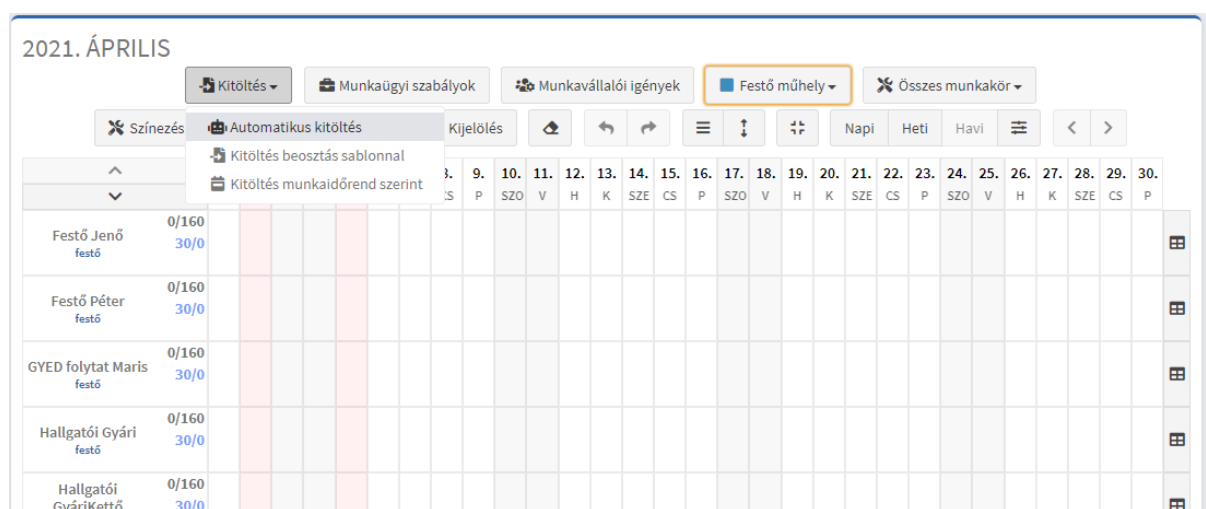 2021. ÁPRILIS
Kitöltés Munkaügyi szabályok Munkavállalói igények Festő műhely Összes munkakör
Színezés Automatikus kitöltés Kijelölés Napi Heti Havi
Kitöltés beosztás sablonnal
Kitöltés munkaidőrend szerint
9. 10. 11. 12. 13. 14. 15. 16. 17. 18. 19. 20. 21. 22. 23. 24. 25. 26. 27. 28. 29. 30.
CS P SZO V H K SZE CS P SZO V H K SZE CS P SZO V H K SZE CS P
0/160
Festő Jenő
30/0
festő
0/160
Festő Péter
30/0
festő
0/160
GYED folytat Maris
30/0
festő
0/160
Hallgatói Gyári
30/0
festő
0/160
Hallgatói
GyáriKettő
30/0